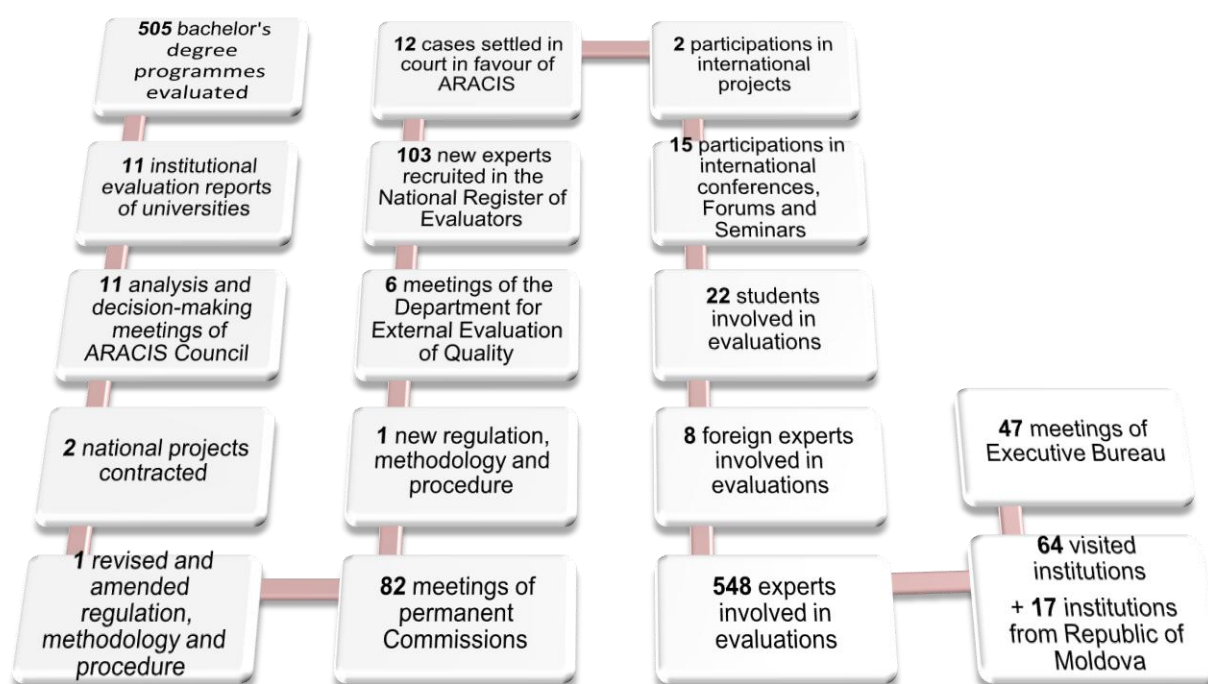 505 bachelor's
degree
programmes
evaluated
11 institutional
evaluation reports
of universities
11 analysis and
decision-making
meetings of
ARACIS Council
2 national projects
contracted
1 revised and
amended
regulation,
methodology and
procedure
82 meetings of
permanent
Commissions
1 new regulation,
methodology and
procedure
6 meetings of the
Department for
External Evaluation
of Quality
103 new experts
recruited in the
National Register of
Evaluators
12 cases settled in
court in favour of
ARACIS
2 participations in
international
projects
15 participations in
international
conferences,
Forums and
Seminars
22 students
involved in
evaluations
8 foreign experts
involved in
evaluations
548 experts
involved in
evaluations
64 visited
institutions
+ 17 institutions
from Republic of
Moldova
47 meetings of
Executive Bureau